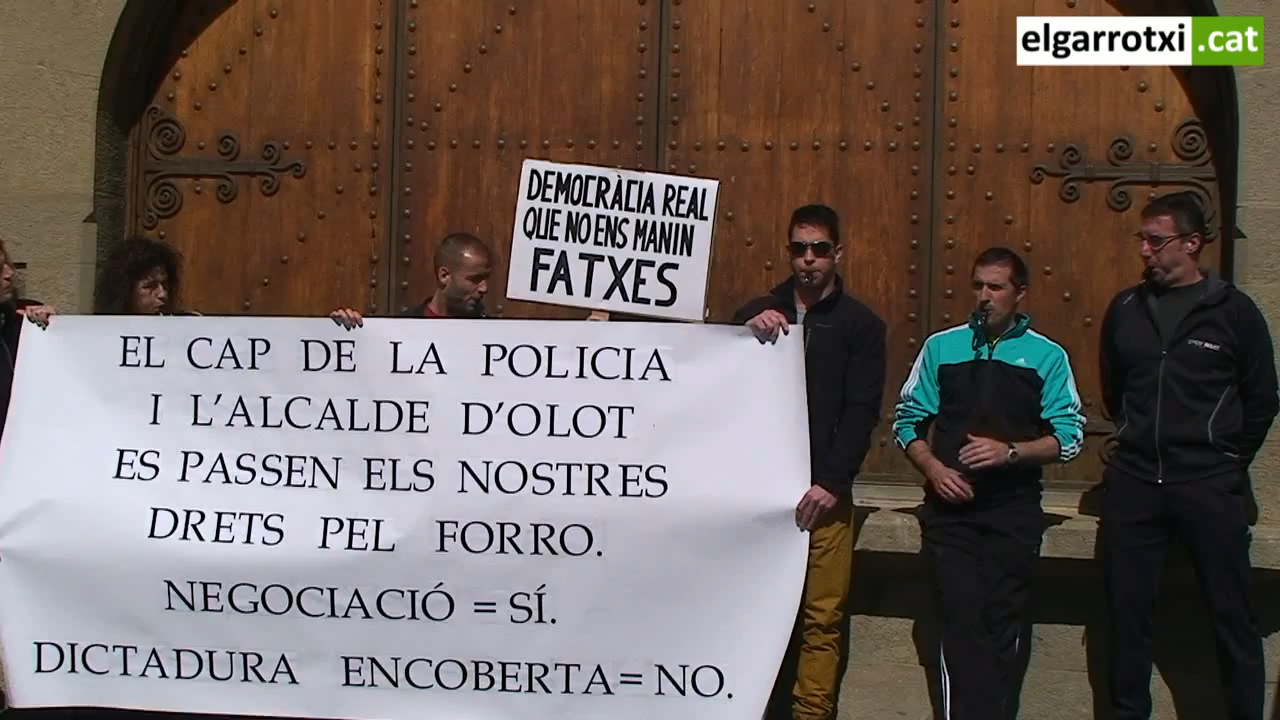 elgarrotxi.cat
DEMOCRÀCIA REAL
QUE NO ENS MANIN
FATXES
EL CAP DE LA POLICIA
I L'ALCALDE D'OLOT
ES PASSEN ELS NOSTRES
DRETS PEL FORRO.
NEGOCIACIÓ = SÍ.
DICTADURA ENCOBERTA = NO.